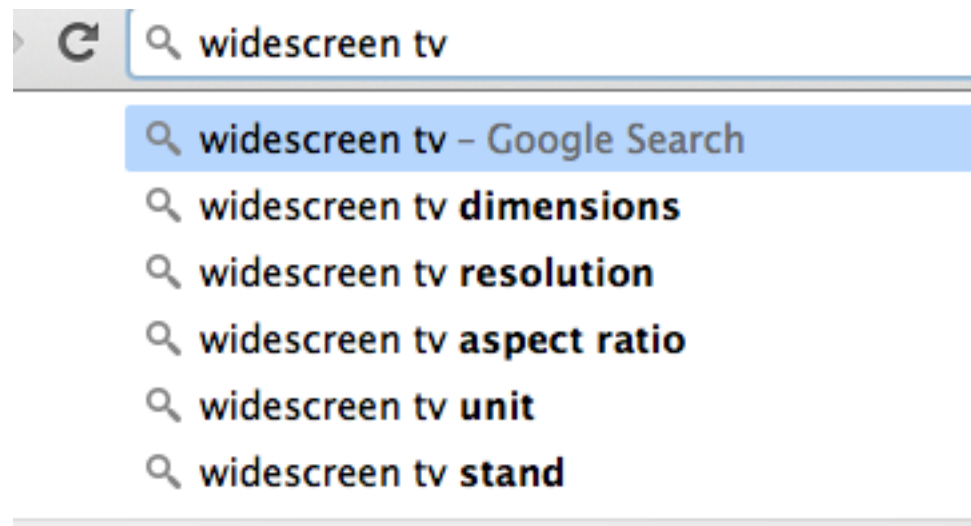 widescreen tv
widescreen tv – Google Search
widescreen tv dimensions
widescreen tv resolution
widescreen tv aspect ratio
widescreen tv unit
widescreen tv stand